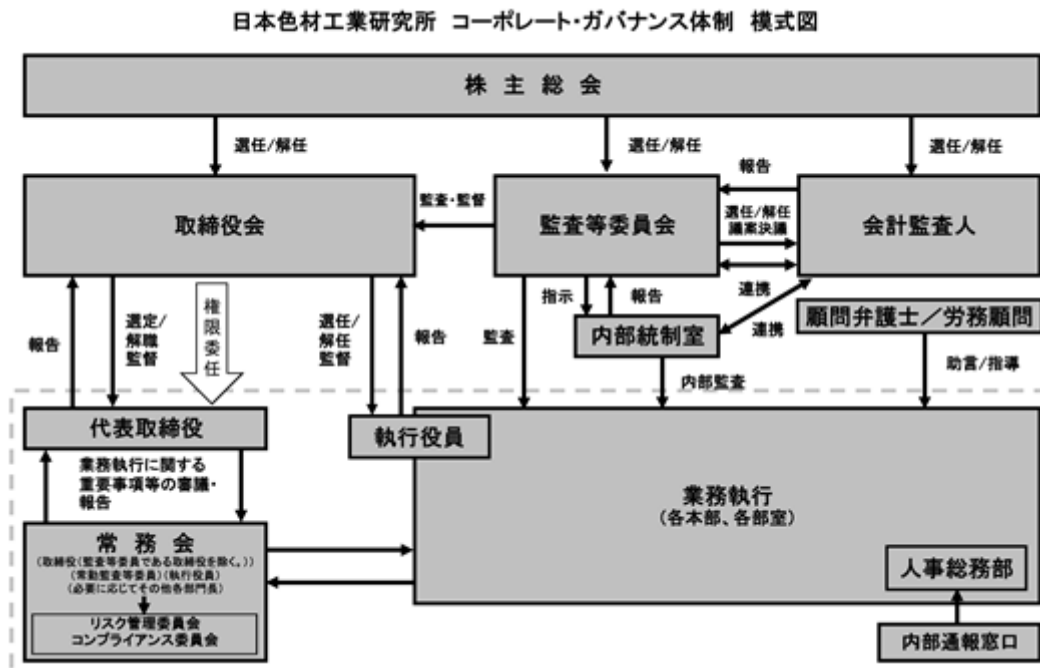 日本色材工業研究所 コーポレート・ガバナンス体制 模式図
株主総会
選任/解任
選任/解任
選任/解任
取締役会
監査・監督
監査等委員会
報告
選任/解任
議案決議
会計監査人
連携
報告
選定/
解職
監督
権限委任
選任/
解任
監督
報告
監査
指示
報告
内部統制室
連携
顧問弁護士/労務顧問
内部監査
助言/指導
代表取締役
執行役員
業務執行に関する
重要事項等の審議・
報告
業務執行
(各本部、各部室)
常務会
(取締役(監査等委員である取締役を除く。))
(常勤監査等委員)(執行役員)
(必要に応じてその他各部門長)
リスク管理委員会
コンプライアンス委員会
人事総務部
内部通報窓口